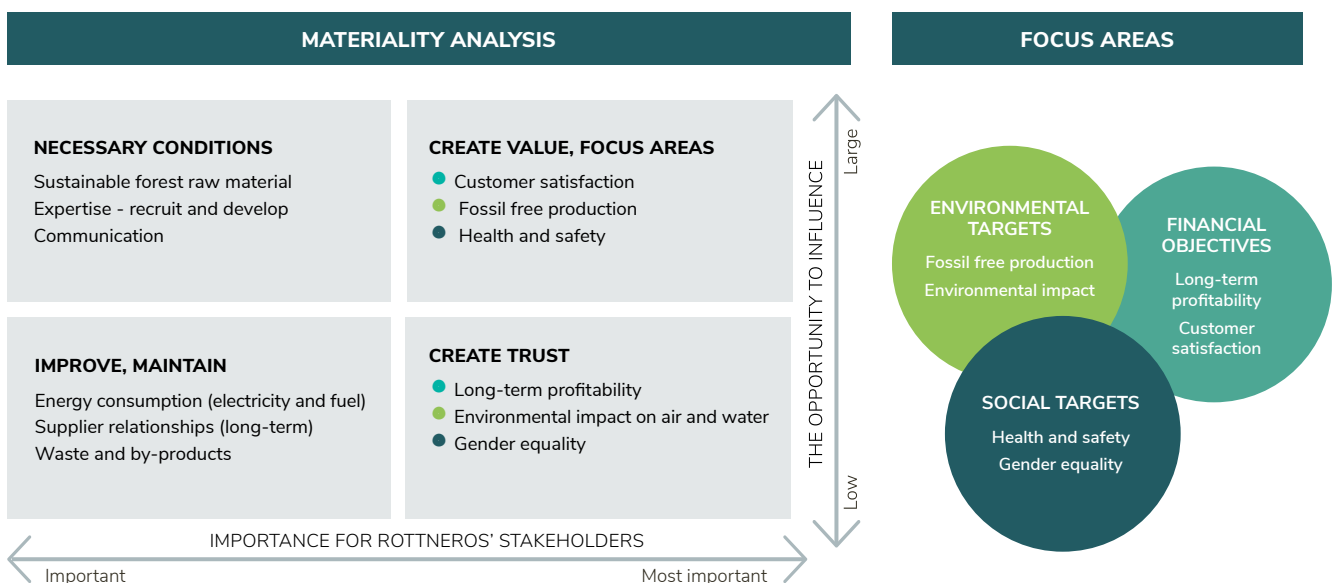 MATERIALITY ANALYSIS
NECESSARY CONDITIONS
Sustainable forest raw material
Expertise - recruit and develop
Communication
CREATE VALUE, FOCUS AREAS
Customer satisfaction
Fossil free production
Health and safety
IMPROVE, MAINTAIN
Energy consumption (electricity and fuel)
Supplier relationships (long-term)
Waste and by-products
CREATE TRUST
Long-term profitability
Environmental impact on air and water
Gender equality
THE OPPORTUNITY TO INFLUENCE
Large
Low
IMPORTANCE FOR ROTTNEROS’ STAKEHOLDERS
Important
Most important
FOCUS AREAS
ENVIRONMENTAL
TARGETS
Fossil free production
Environmental impact
FINANCIAL
OBJECTIVES
Long-term
profitability
Customer
satisfaction
SOCIAL TARGETS
Health and safety
Gender equality